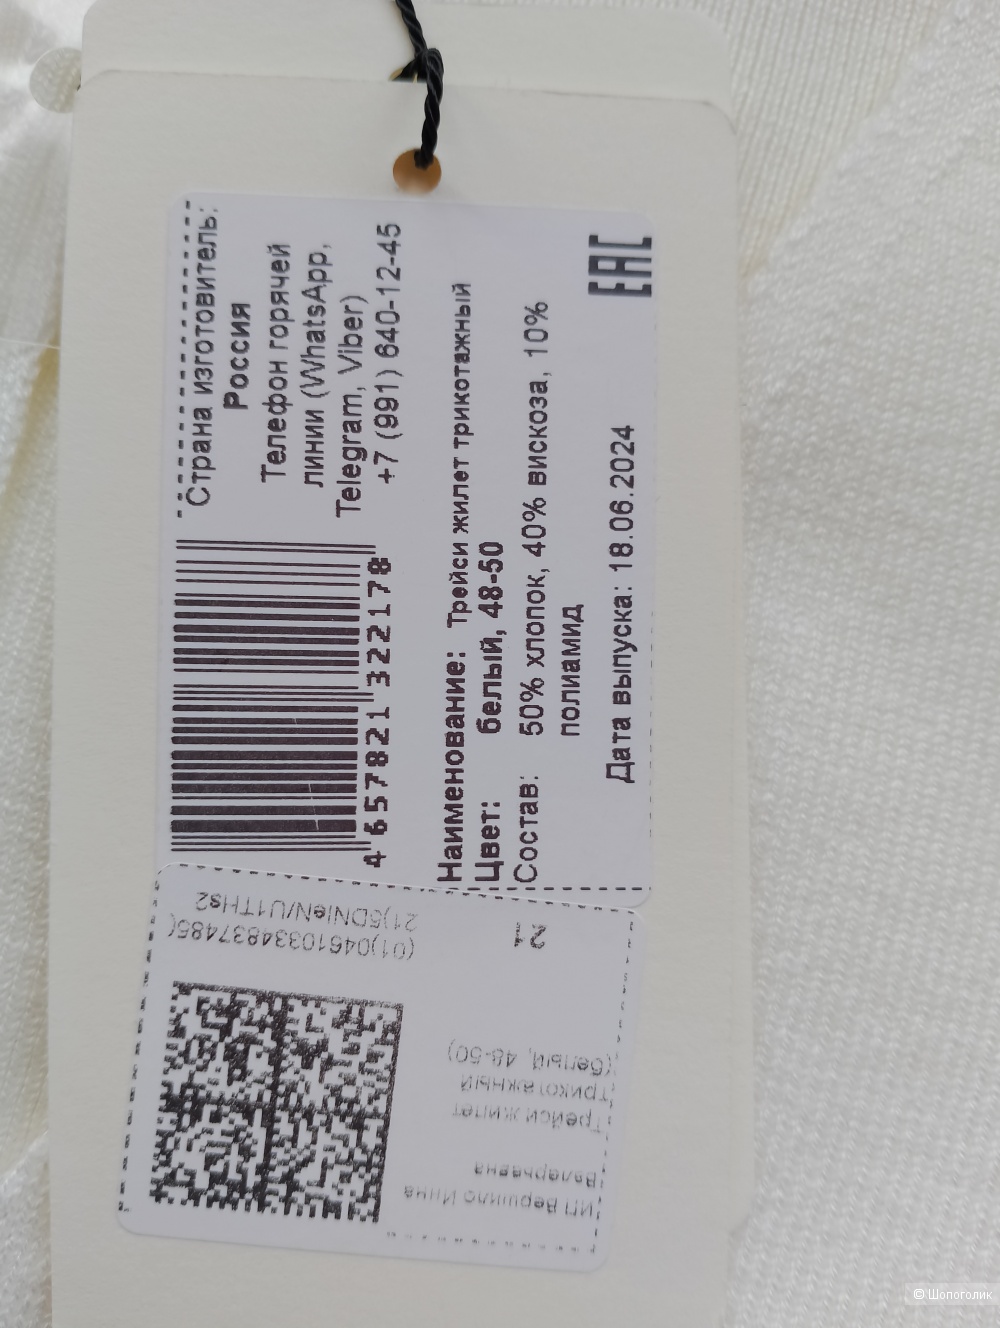 Страна изготовитель:
Россия
Телефон горячей
линии (WhatsApp,
Telegram, Viber)
+7 (991) 640-12-45
4 657821 322178
Наименование: Трейси жилет трикотажный
Цвет: белый, 48-50
Состав: 50% хлопок, 40% вискоза, 10%
полиамид
Дата выпуска: 18.06.2024
EAC
(01)04610334837485(
21)5DNIeN/U1THs2
21
ИП Вершило Инна
Валерьевна
Трейси жилет
трикотажный
(белый, 48-50)
© Шопоголик